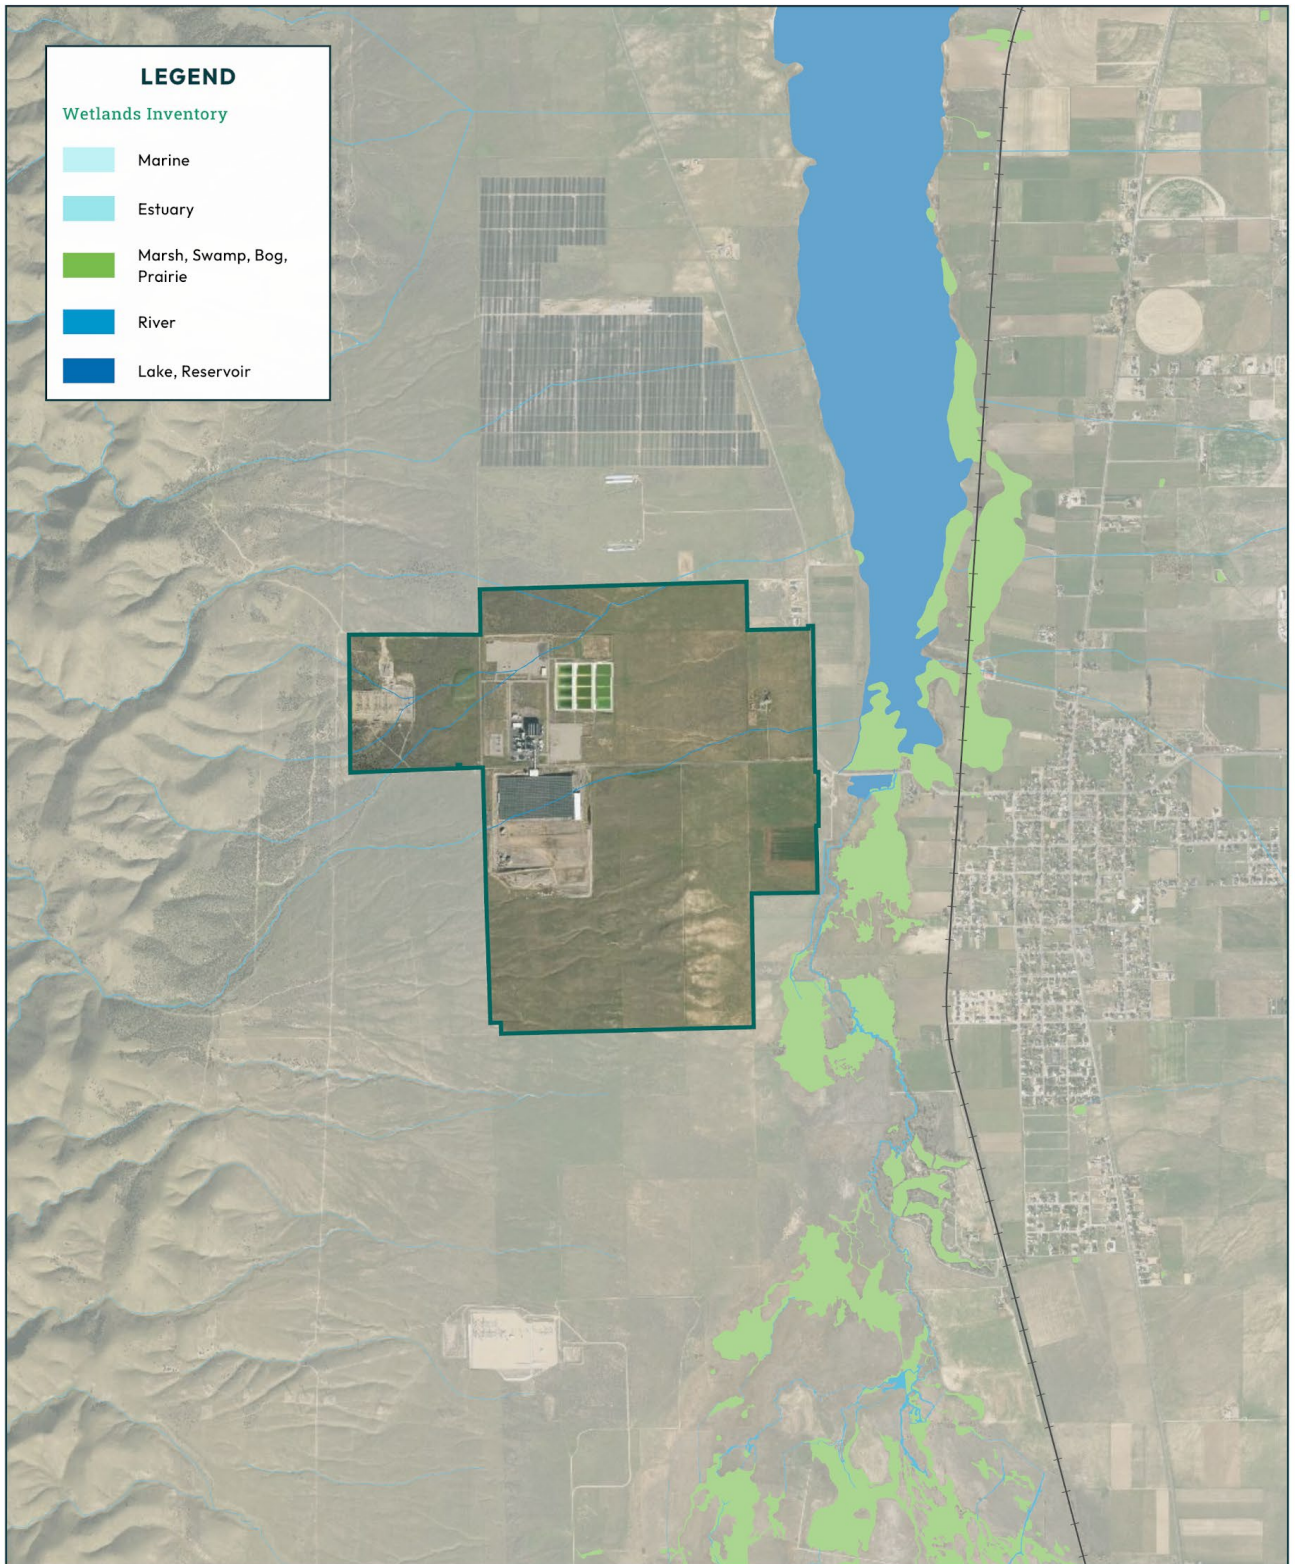 LEGEND
Wetlands Inventory
Marine
Estuary
Marsh, Swamp, Bog,
Prairie
River
Lake, Reservoir